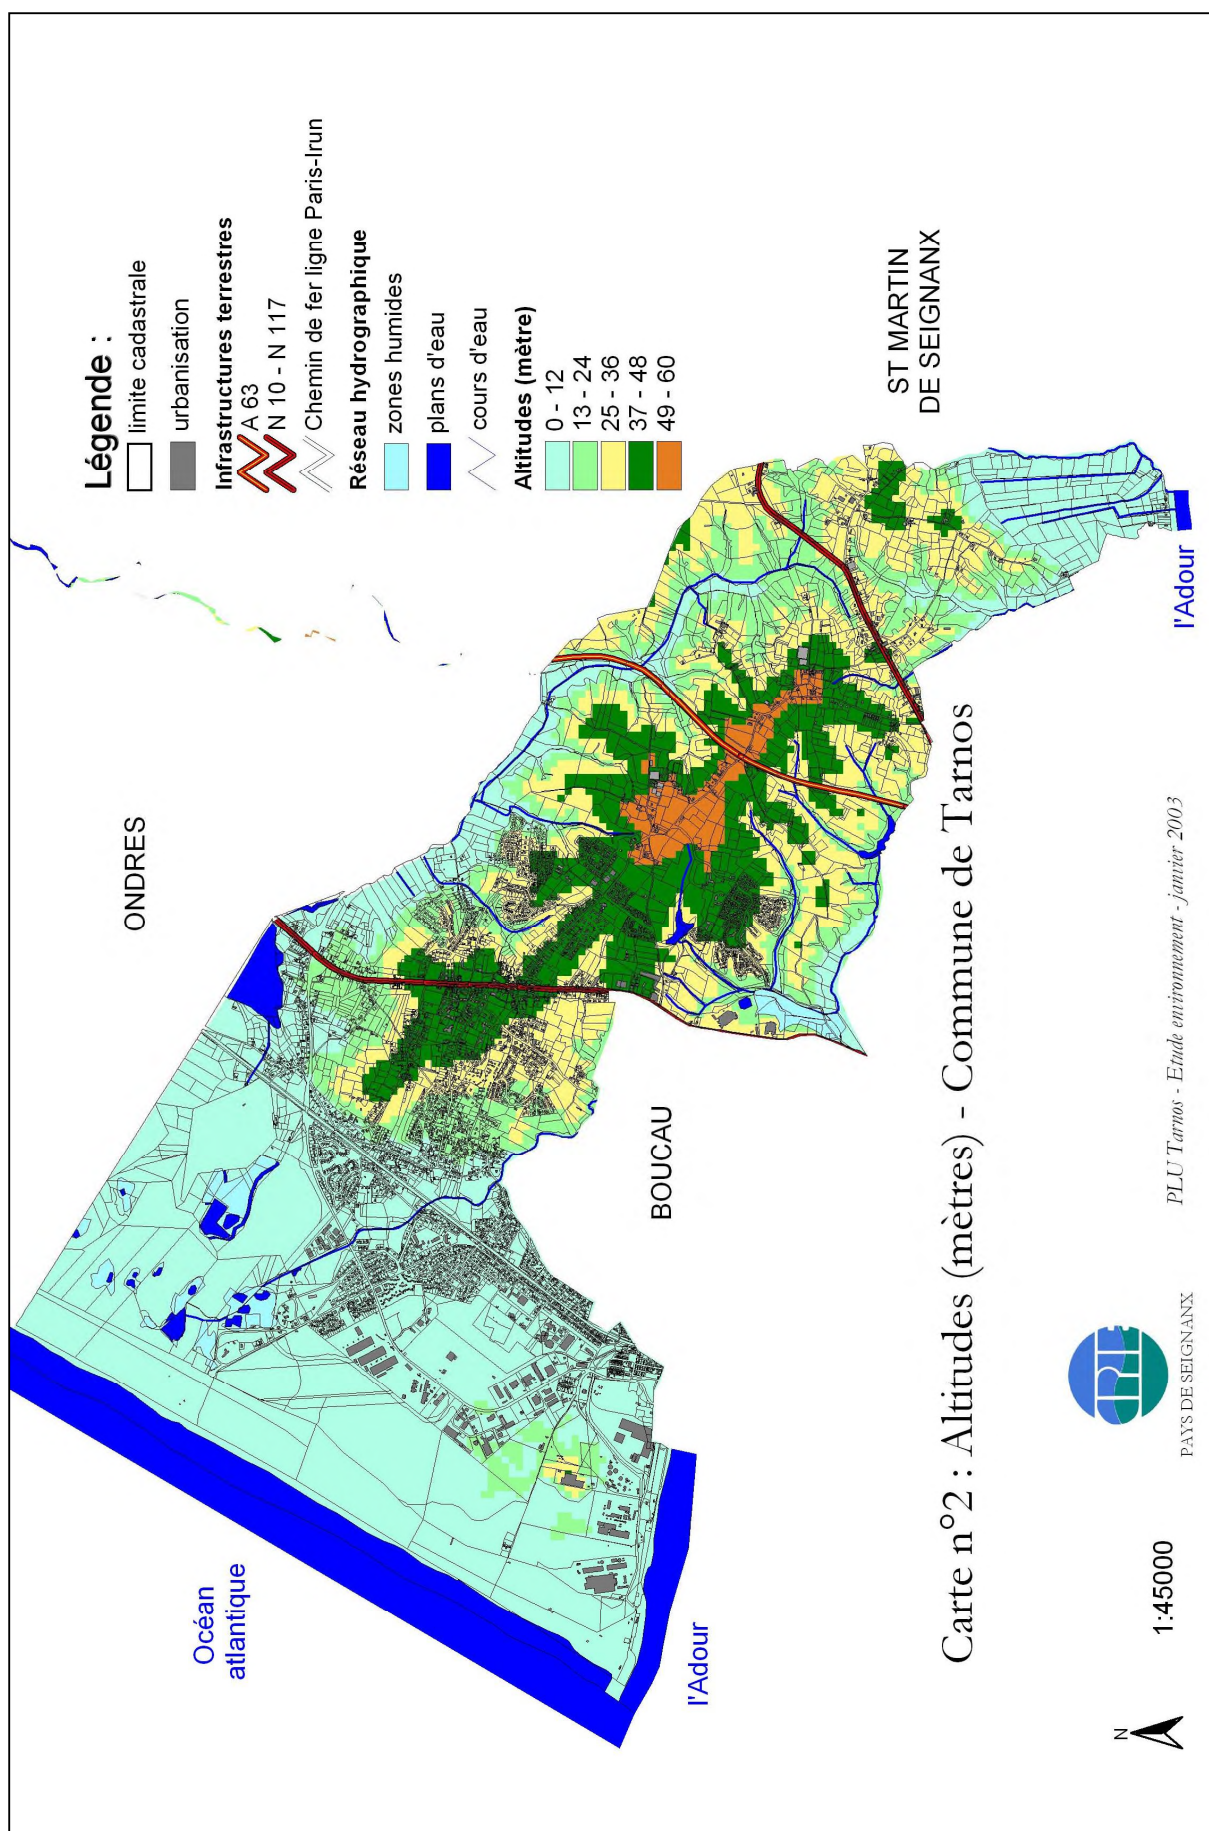 Légende :
limite cadastrale
urbanisation
Infrastructures terrestres
A 63
N 10 - N 117
Chemin de fer ligne Paris-Irun
Réseau hydrographique
zones humides
plans d'eau
cours d'eau
Altitudes (mètre)
0 - 12
13 - 24
25 - 36
37 - 48
49 - 60
ONDRES
Océan
atlantique
BOUCAU
ST MARTIN
DE SEIGNANX
l'Adour
l'Adour
Carte n°2 : Altitudes (mètres) - Commune de Tarnos
N
1:45000
PAYS DE SEIGNANX
PLU Tarnos - Etude environnement - janvier 2003